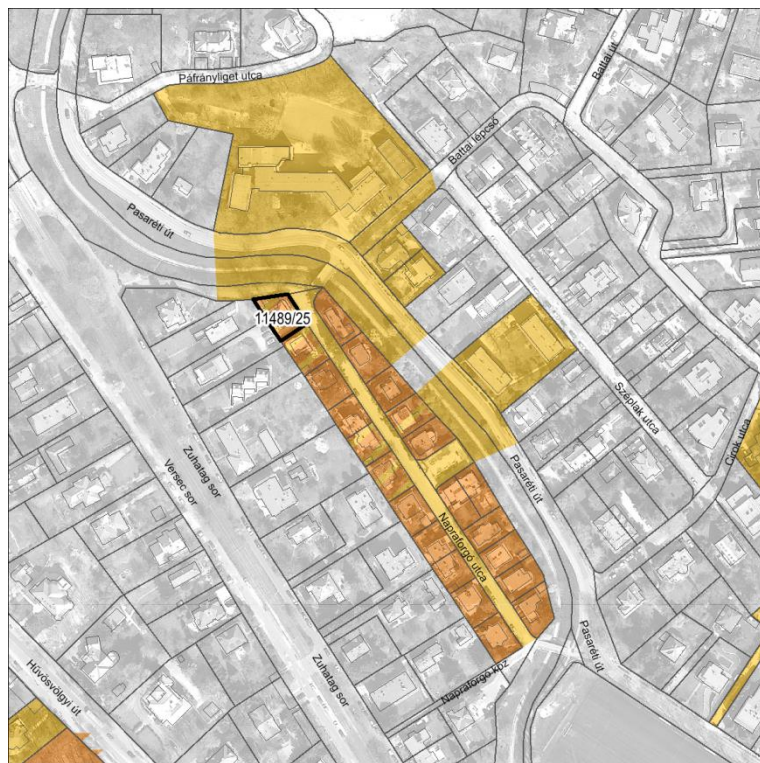 Páfrányliget utca
Battai út
Battai lépcső
Pasaréti út
11489/25
Széplak utca
Cirok utca
Zuhatag sor
Versec sor
Pasaréti út
Napraforgó utca
Pasaréti út
Hűvösvölgyi út
Zuhatag sor
Napraforgó köz